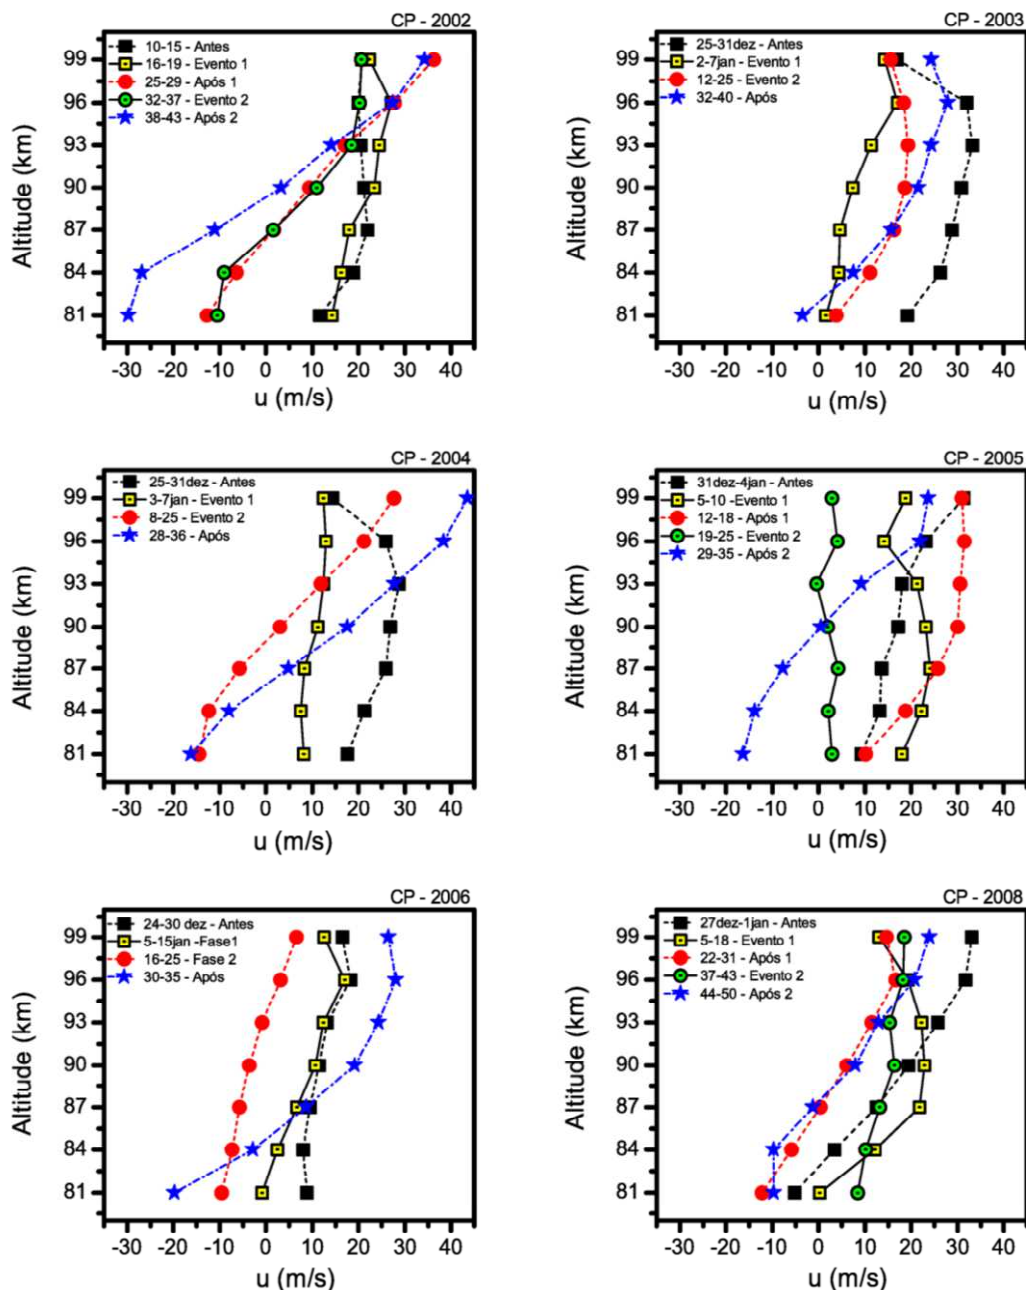 CP - 2002
10-15 - Antes
16-19 - Evento 1
25-29 - Após 1
32-37 - Evento 2
38-43 - Após 2
99
96
93
90
87
84
81
Altitude (km)
-30 -20 -10 0 10 20 30 40
u (m/s)
CP - 2003
25-31dez - Antes
2-7jan - Evento 1
12-25 - Evento 2
32-40 - Após
99
96
93
90
87
84
81
Altitude (km)
-30 -20 -10 0 10 20 30 40
u (m/s)
CP - 2004
25-31dez - Antes
3-7jan - Evento 1
8-25 - Evento 2
28-36 - Após
99
96
93
90
87
84
81
Altitude (km)
-30 -20 -10 0 10 20 30 40
u (m/s)
CP - 2005
31dez-4jan - Antes
5-10 -Evento 1
12-18 - Após 1
19-25 - Evento 2
29-35 - Após 2
99
96
93
90
87
84
81
Altitude (km)
-30 -20 -10 0 10 20 30 40
u (m/s)
CP - 2006
24-30 dez - Antes
5-15jan -Fase1
16-25 - Fase 2
30-35 - Após
99
96
93
90
87
84
81
Altitude (km)
-30 -20 -10 0 10 20 30 40
u (m/s)
CP - 2008
27dez-1jan - Antes
5-18 - Evento 1
22-31 - Após 1
37-43 - Evento 2
44-50 - Após 2
99
96
93
90
87
84
81
Altitude (km)
-30 -20 -10 0 10 20 30 40
u (m/s)